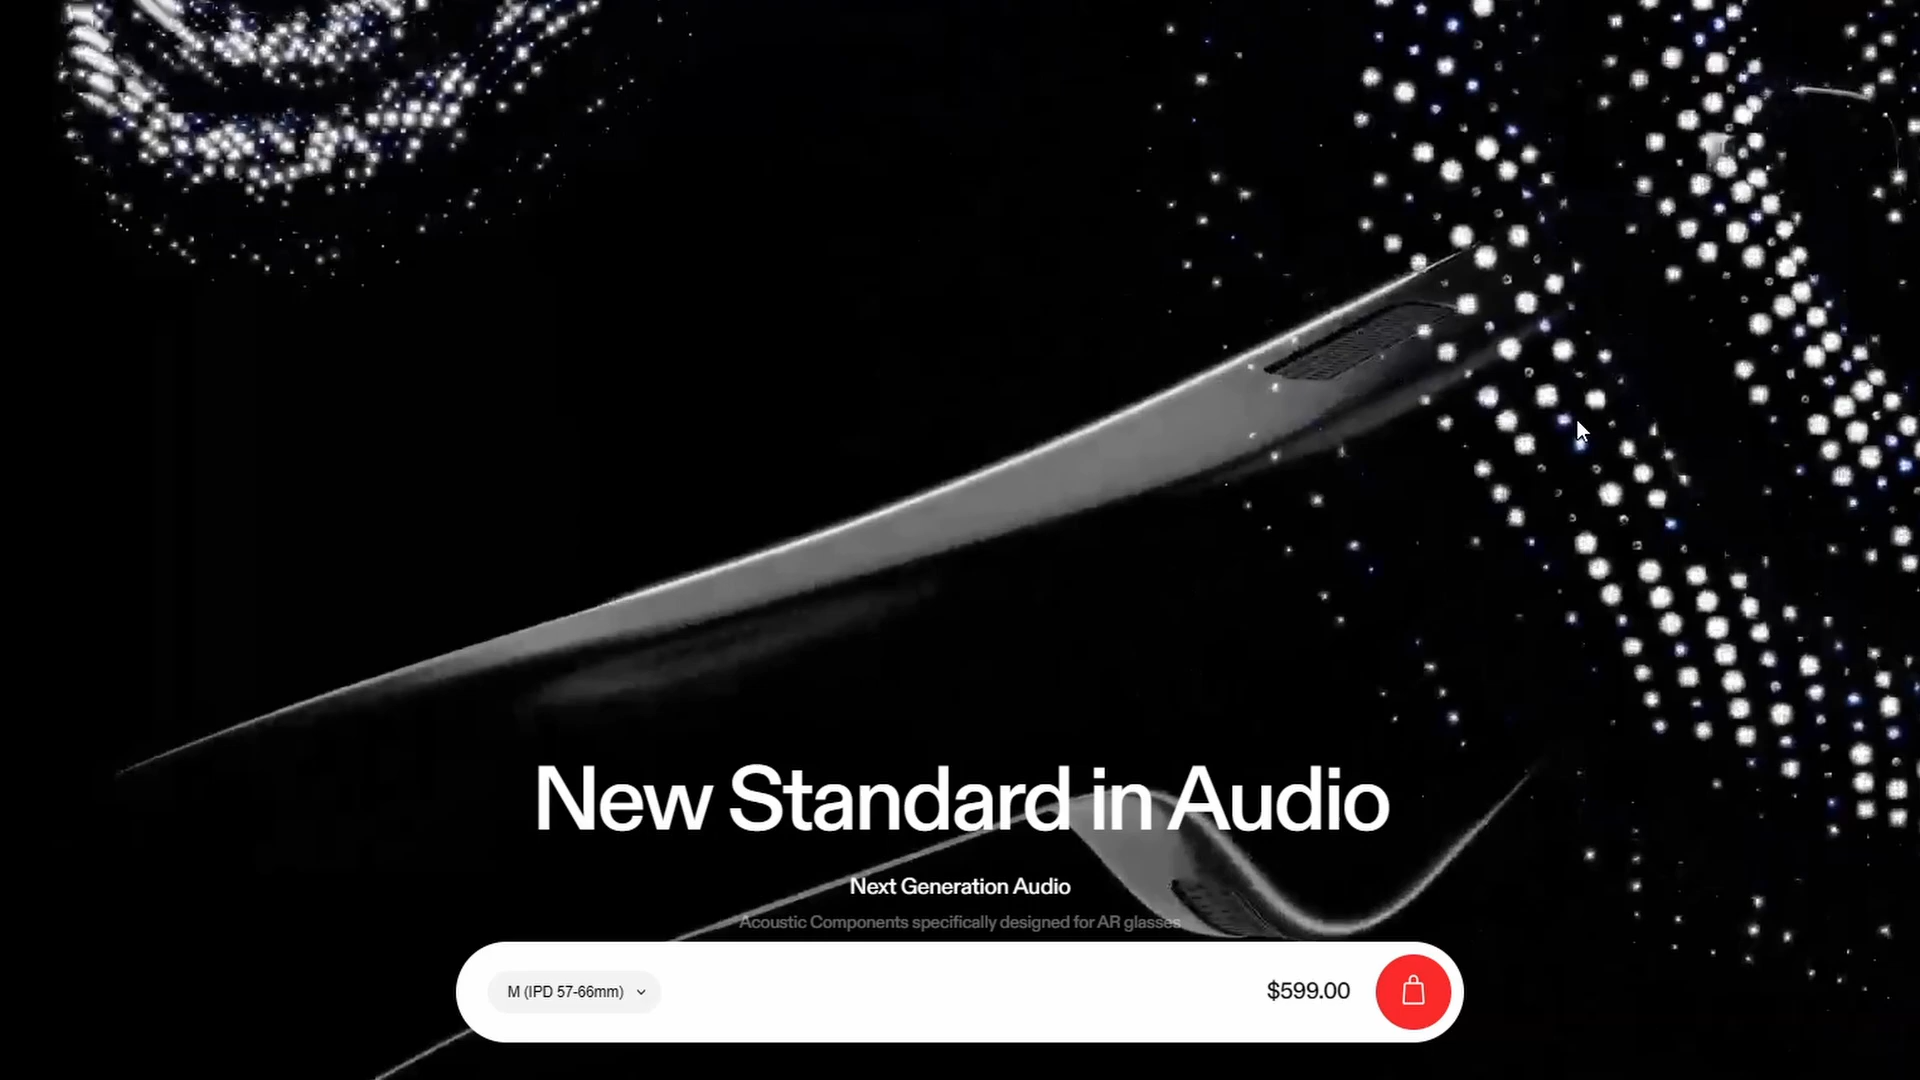 New Standard in Audio
Next Generation Audio
Acoustic Components specifically designed for AR glasses
M (IPD 57-66mm)
$599.00